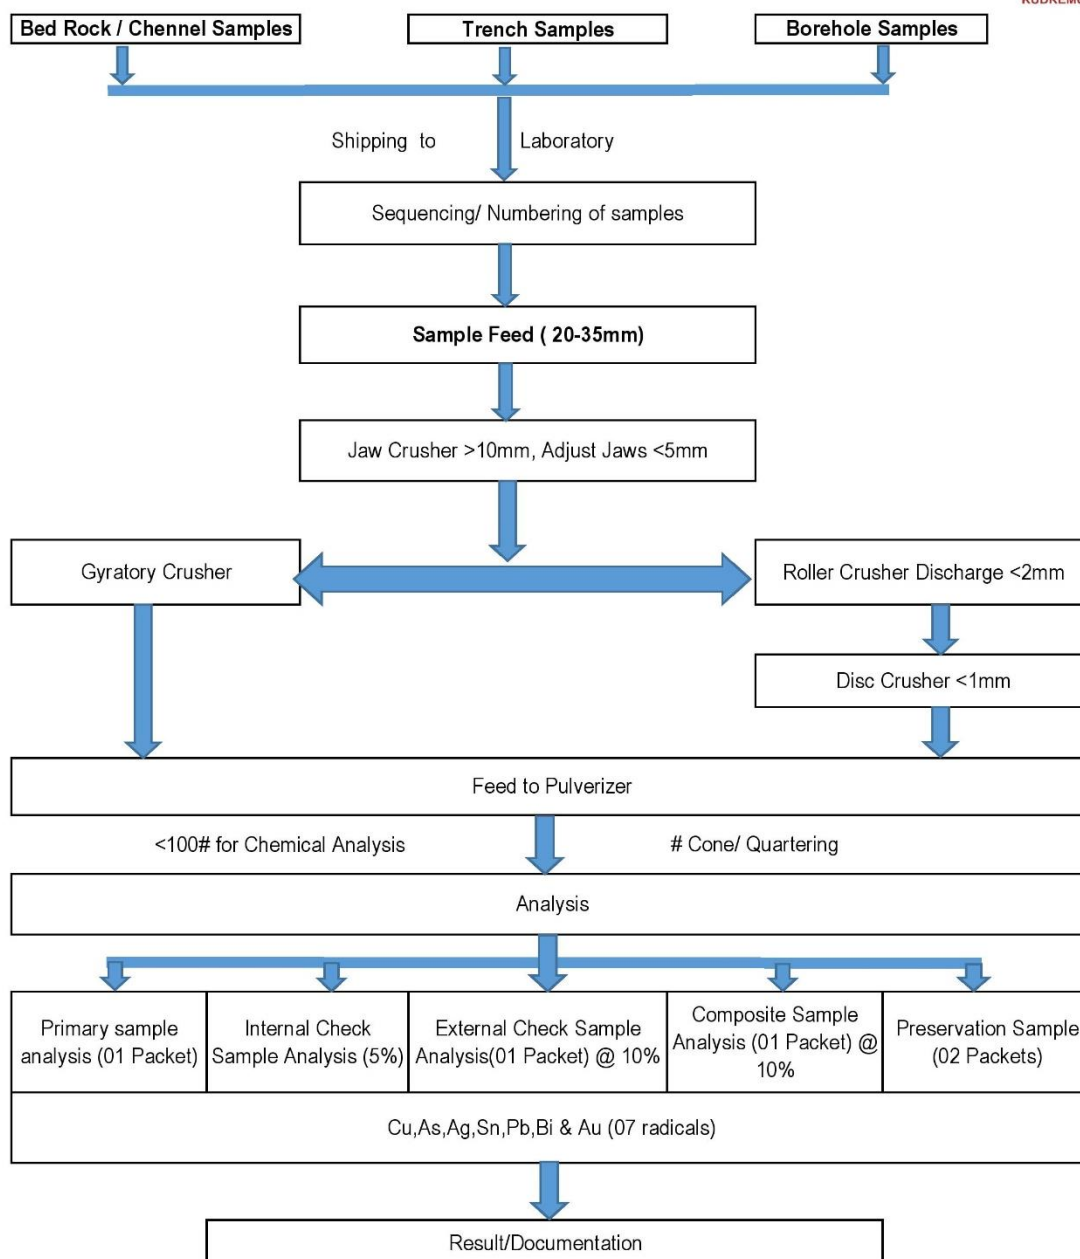 Bed Rock / Chennel Samples
Trench Samples
Borehole Samples
Shipping to Laboratory
Sequencing/ Numbering of samples
Sample Feed ( 20-35mm)
Jaw Crusher >10mm, Adjust Jaws <5mm
Gyratory Crusher
Roller Crusher Discharge <2mm
Disc Crusher <1mm
Feed to Pulverizer
<100# for Chemical Analysis
# Cone/ Quartering
Analysis
Primary sample
analysis (01 Packet)
Internal Check
Sample Analysis (5%)
External Check Sample
Analysis(01 Packet) @ 10%
Composite Sample
Analysis (01 Packet) @
10%
Preservation Sample
(02 Packets)
Cu,As,Ag,Sn,Pb,Bi & Au (07 radicals)
Result/Documentation